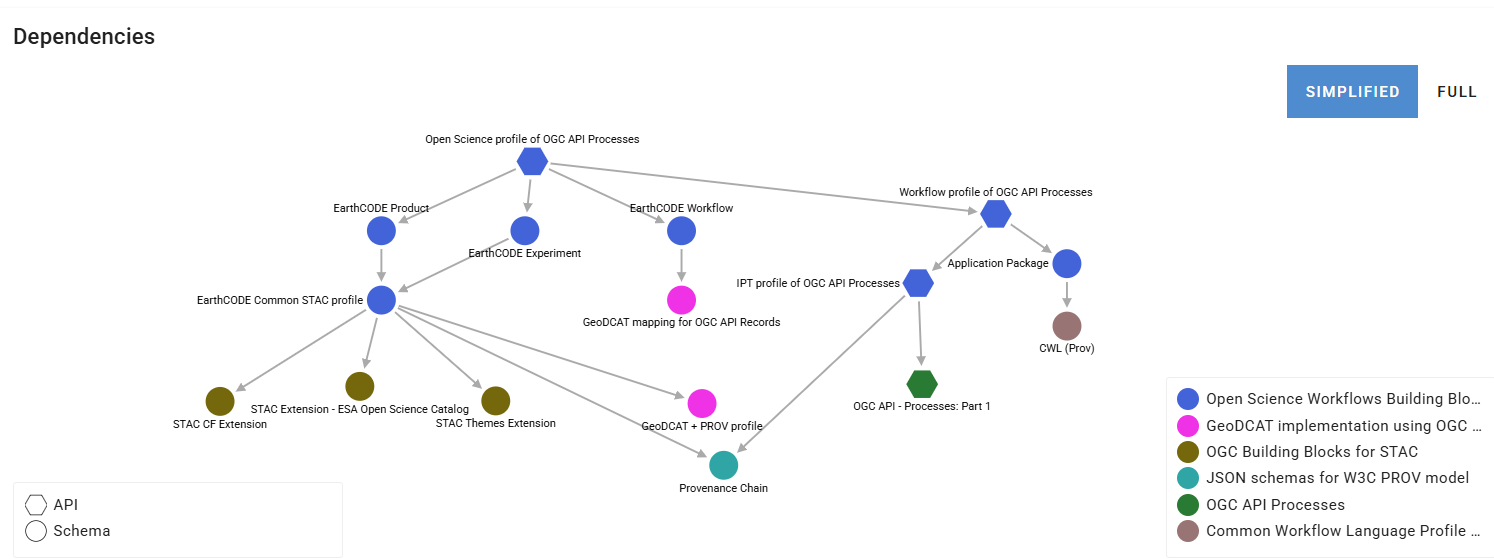 Dependencies
SIMPLIFIED
FULL
Open Science profile of OGC API Processes
Workflow profile of OGC API Processes
EarthCODE Product
EarthCODE Workflow
EarthCODE Experiment
Application Package
IPT profile of OGC API Processes
EarthCODE Common STAC profile
GeoDCAT mapping for OGC API Records
CWL (Prov)
STAC Extension - ESA Open Science Catalog
OGC API - Processes: Part 1
STAC CF Extension
STAC Themes Extension
GeoDCAT + PROV profile
Provenance Chain
API
Schema
Open Science Workflows Building Blo...
GeoDCAT implementation using OGC ...
OGC Building Blocks for STAC
JSON schemas for W3C PROV model
OGC API Processes
Common Workflow Language Profile ...